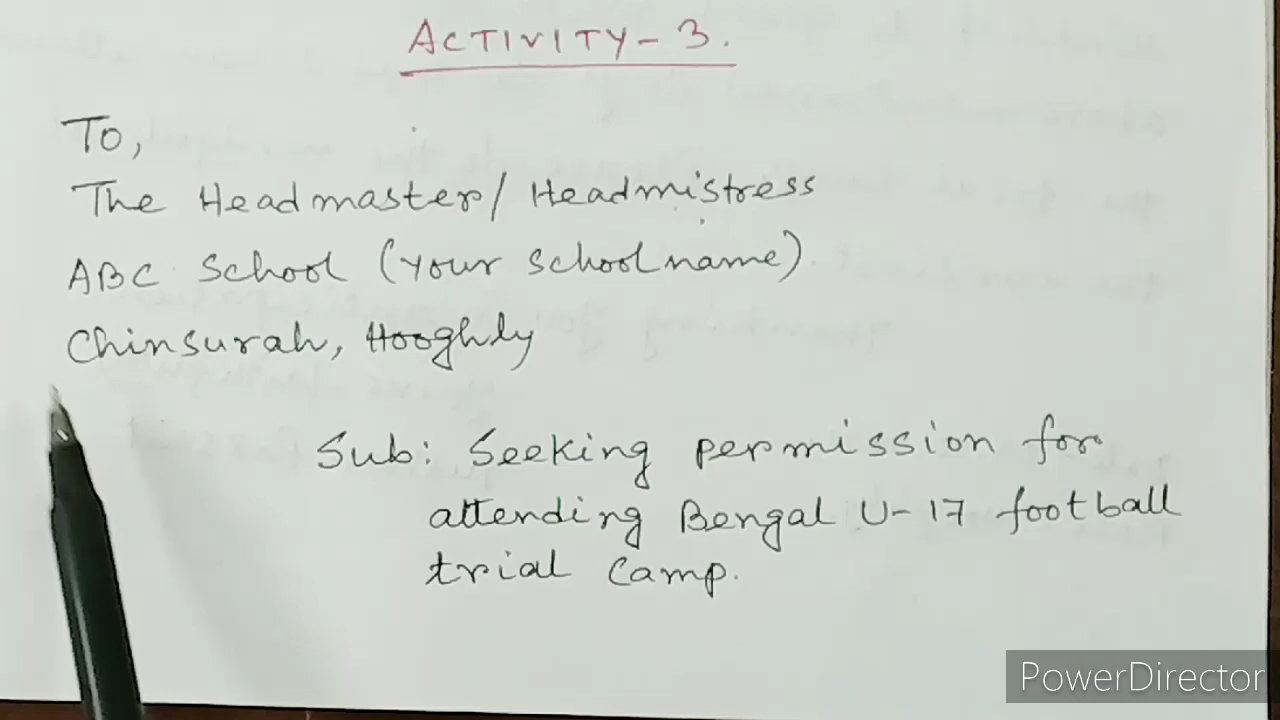 ACTIVITY - 3.
To,
The Headmaster/ Headmistress
ABC School (Your School name)
Chinsurah, Hooghly
Sub: Seeking permission for
attending Bengal U-17 football
trial Camp.
PowerDirector